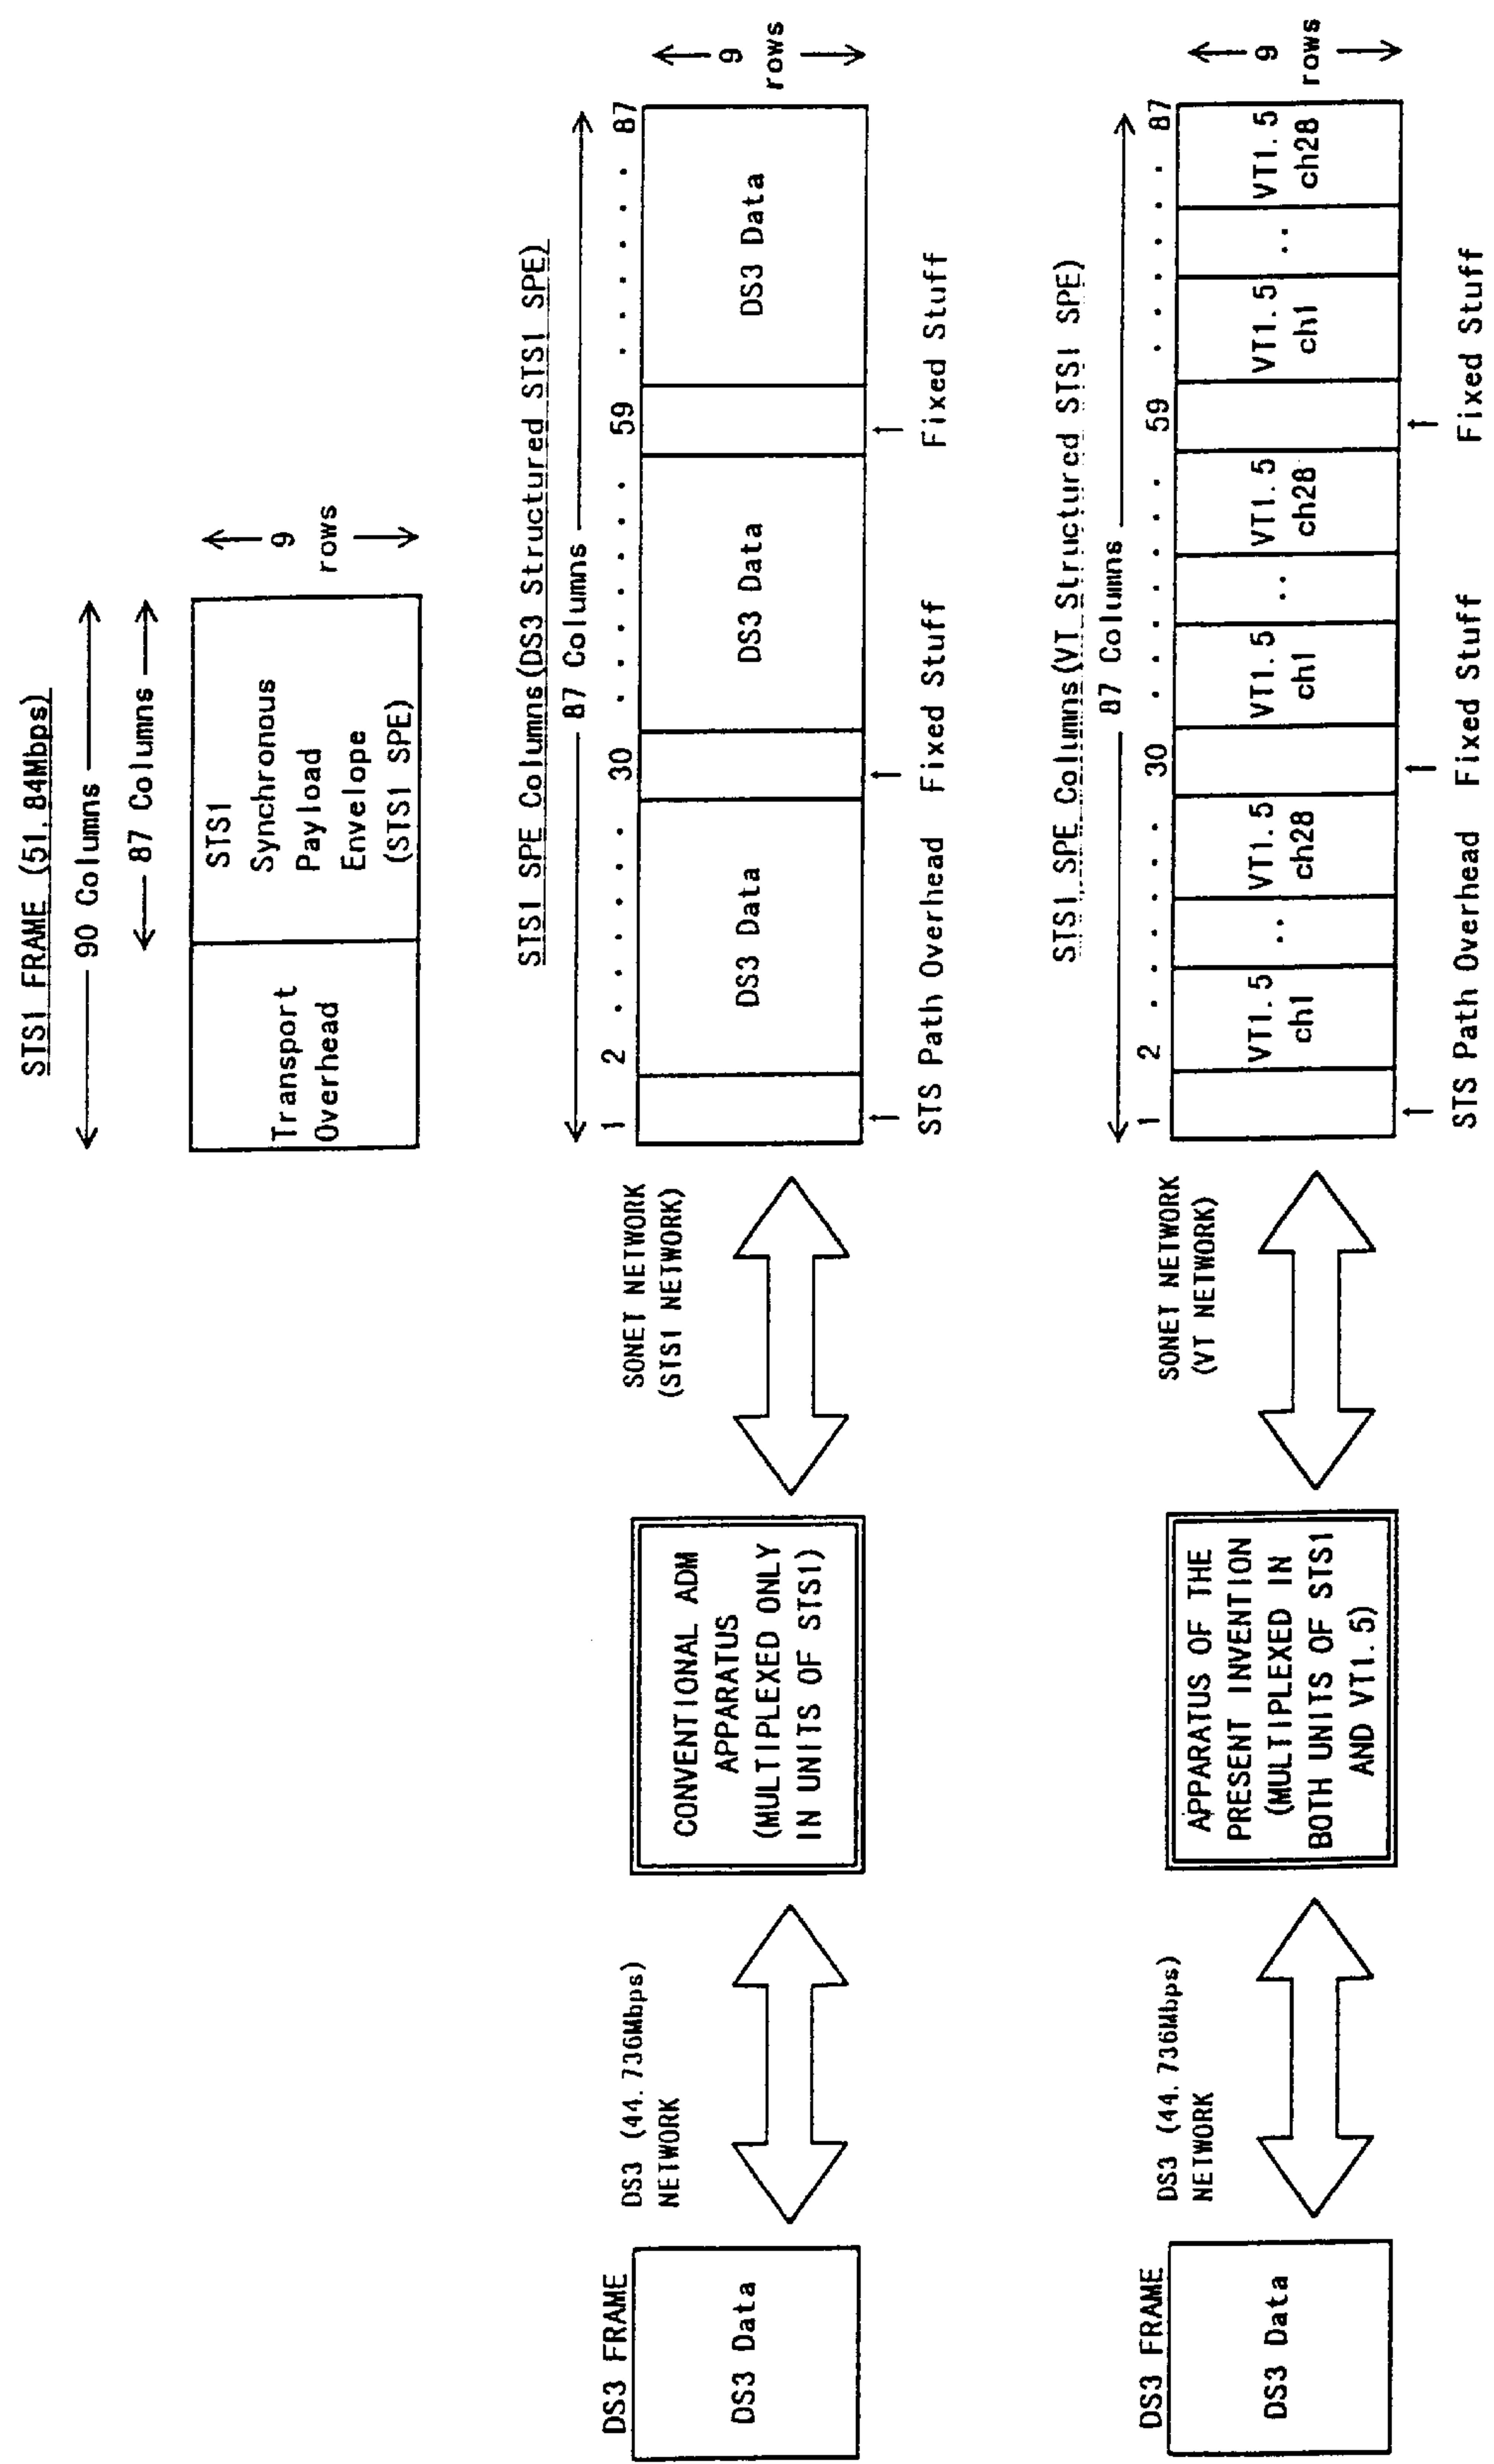 STS1 FRAME (51.84Mbps)
90 Columns
87 Columns
Transport
Overhead
STS1
Synchronous
Payload
Envelope
(STS1 SPE)
9
rows
DS3 FRAME
DS3 Data
DS3 (44.736Mbps)
NETWORK
CONVENTIONAL ADM
APPARATUS
(MULTIPLEXED ONLY
IN UNITS OF STS1)
SONET NETWORK
(STS1 NETWORK)
STS1 SPE Columns(DS3 Structured STS1 SPE)
87 Columns
1 2 . . . . . . 30 . . . . . . . 59 . . . . . . 87
DS3 Data
DS3 Data
DS3 Data
9
rows
STS Path Overhead Fixed Stuff Fixed Stuff
DS3 FRAME
DS3 Data
DS3 (44.736Mbps)
NETWORK
APPARATUS OF THE
PRESENT INVENTION
(MULTIPLEXED IN
BOTH UNITS OF STS1
AND VT1.5)
SONET NETWORK
(VT NETWORK)
STS1 SPE Columns(VT Structured STS1 SPE)
87 Columns
1 2 . . . . . . 30 . . . . . . . 59 . . . . . . 87
VT1.5
ch1
..
VT1.5
ch28
VT1.5
ch1
..
VT1.5
ch28
VT1.5
ch1
..
VT1.5
ch28
9
rows
STS Path Overhead Fixed Stuff Fixed Stuff